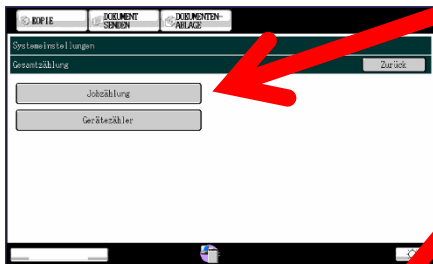 KOPIE
DOKUMENT
SENDEN
DOKUMENTEN-
ABLAGE
Systemeinstellungen
Gesamtzählung
Zurück
Jobzählung
Gerätezähler